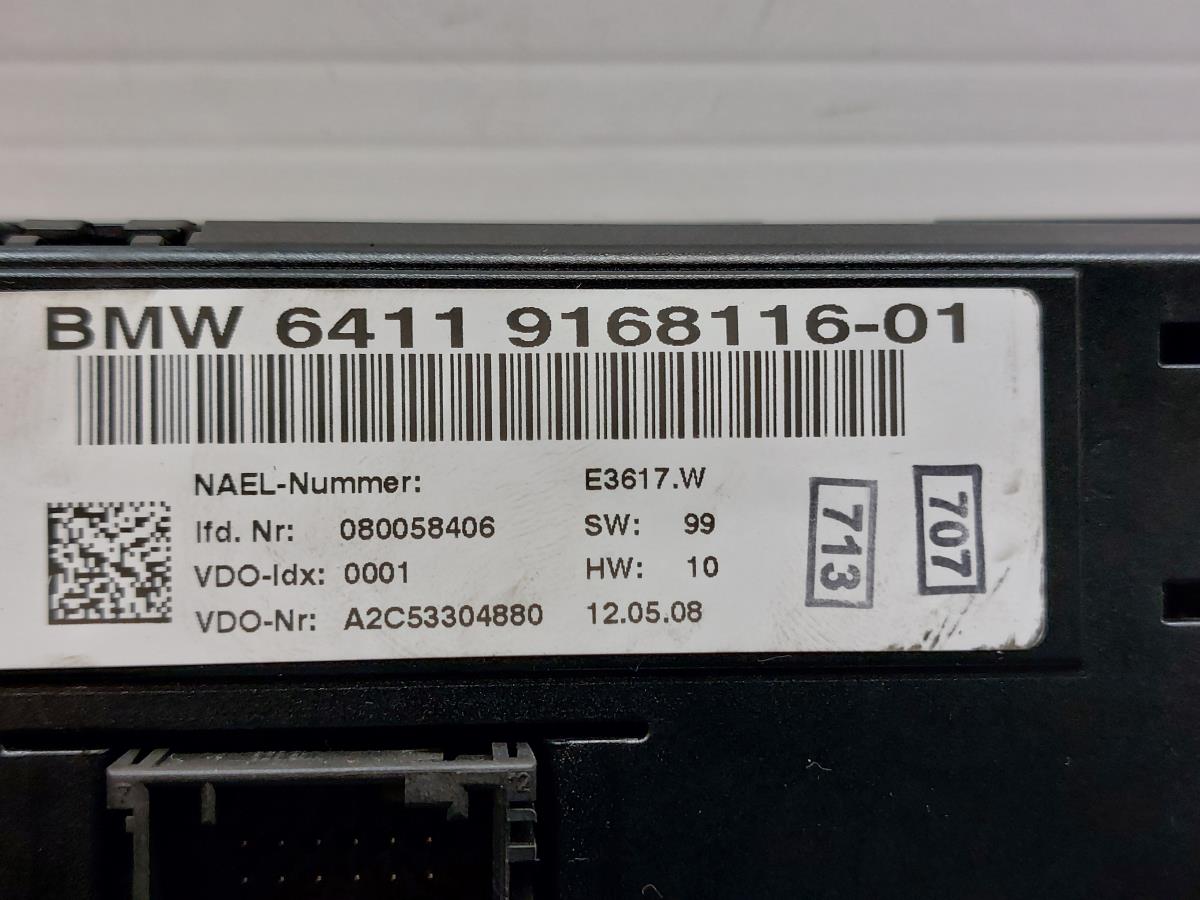 BMW 6411 9168116-01
NAEL-Nummer: E3617.W
lfd. Nr: 080058406 SW: 99
VDO-Idx: 0001 HW: 10
VDO-Nr: A2C53304880 12.05.08
713
707
12